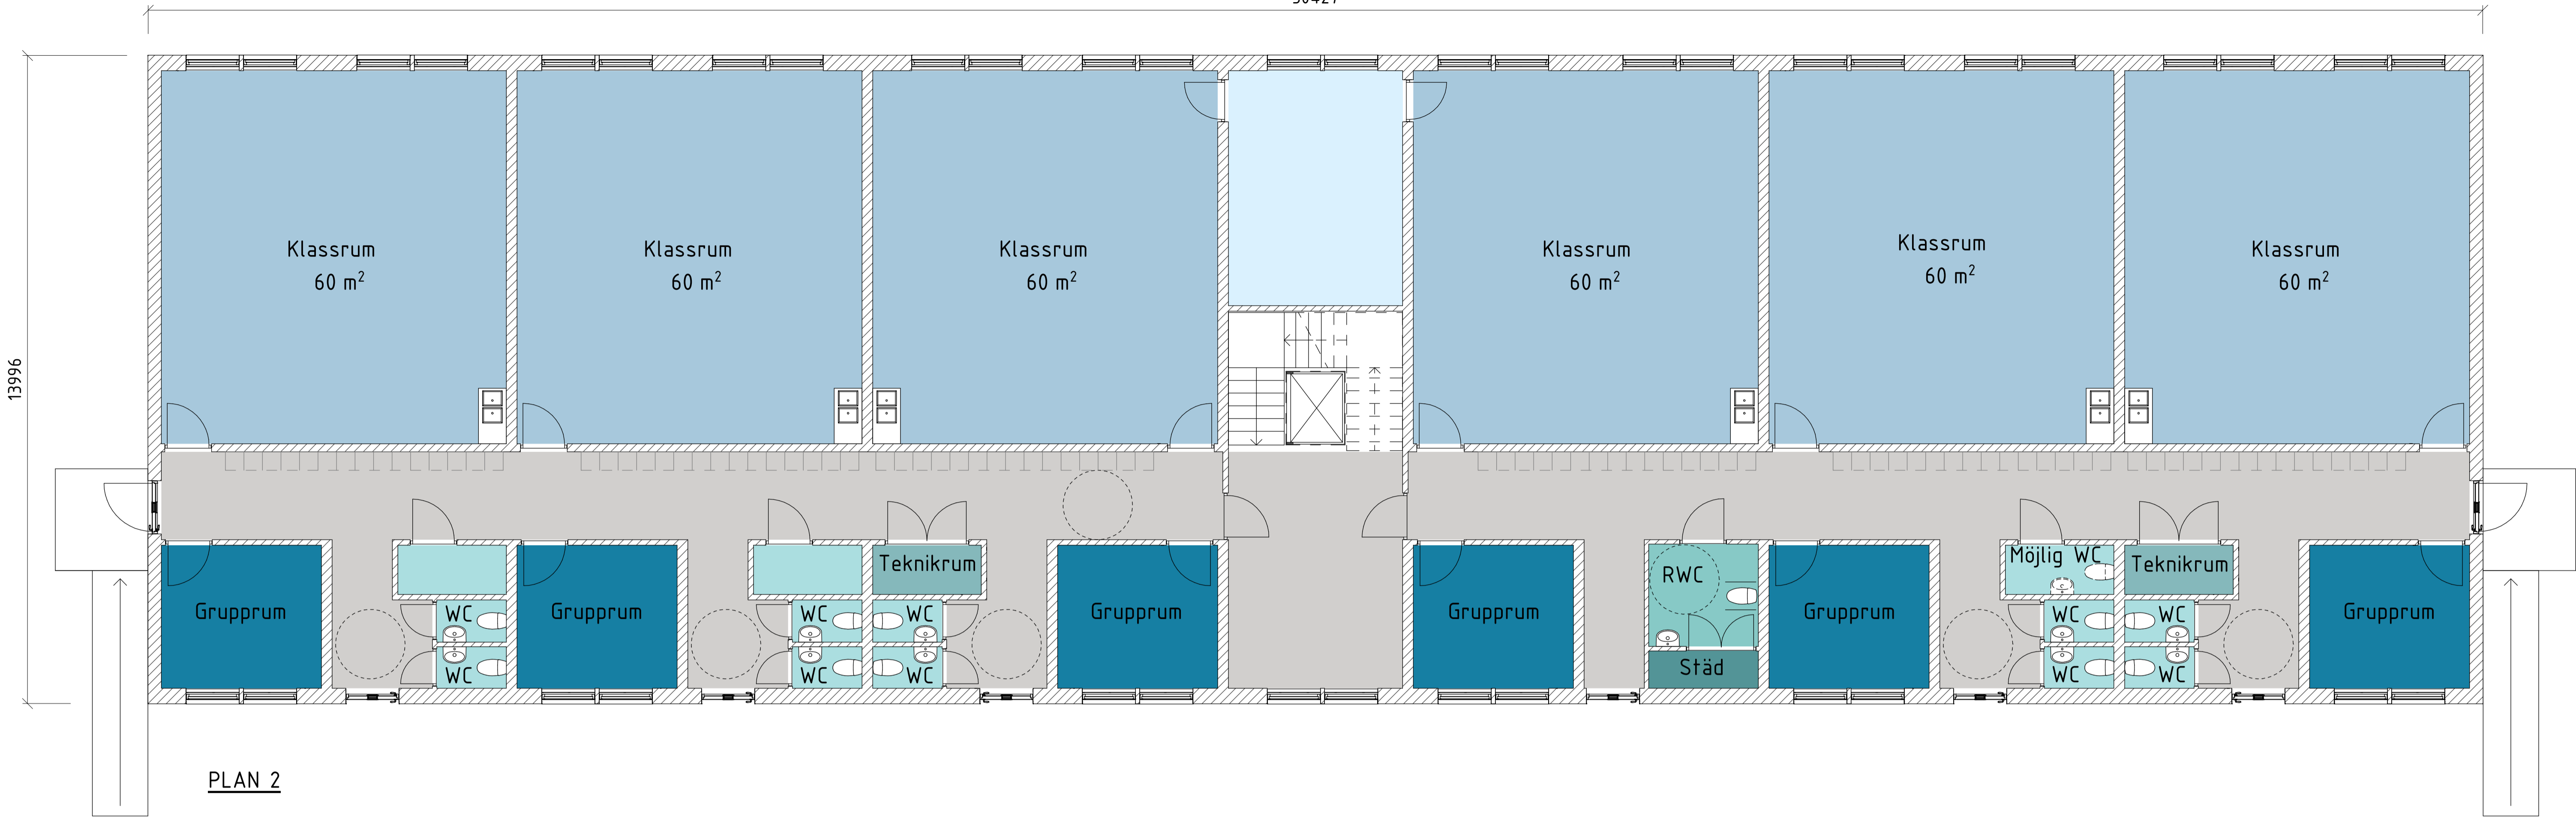 Klassrum
60 m²
Klassrum
60 m²
Klassrum
60 m²
Klassrum
60 m²
Klassrum
60 m²
Klassrum
60 m²
13996
Grupprum
WC
WC
Grupprum
WC
WC
Teknikrum
WC
WC
Grupprum
Grupprum
RWC
Städ
Grupprum
Möjlig WC
WC
WC
Teknikrum
WC
WC
Grupprum
PLAN 2